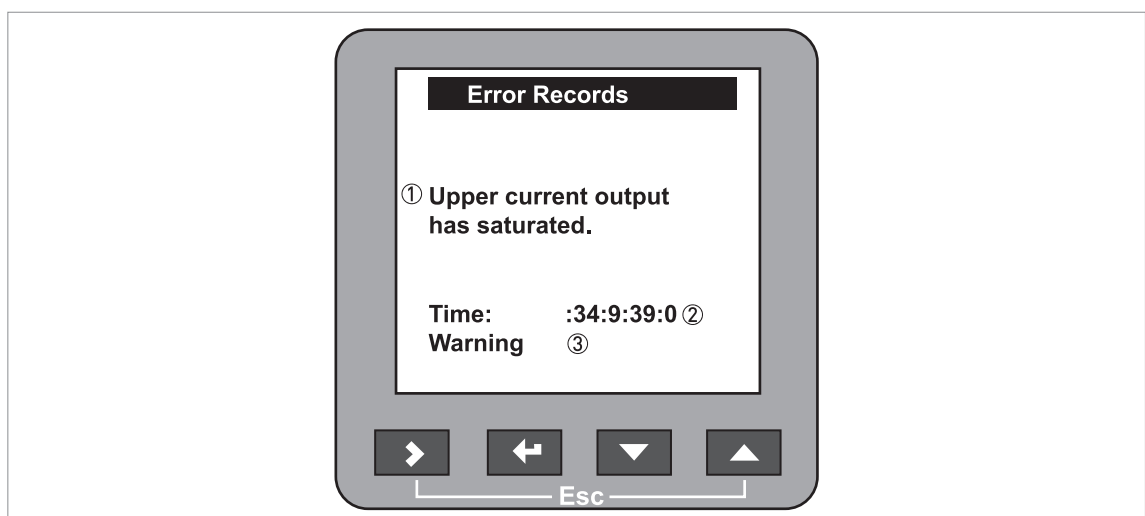 Error Records
① Upper current output
has saturated.
Time: :34:9:39:0 ②
Warning ③
Esc